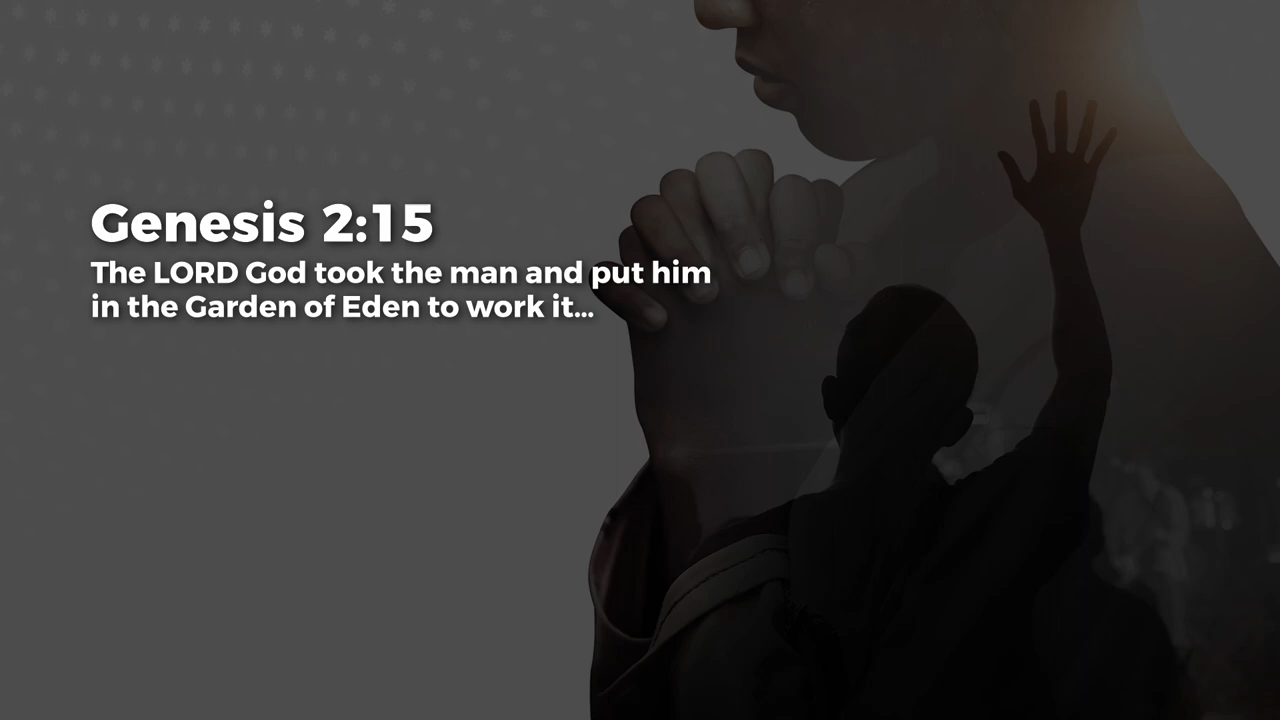 Genesis 2:15
The LORD God took the man and put him
in the Garden of Eden to work it...